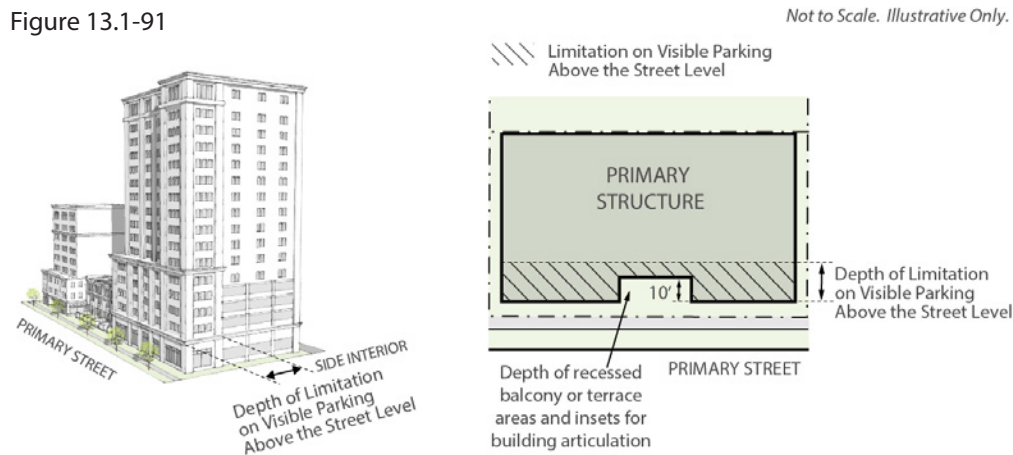 Figure 13.1-91
Not to Scale. Illustrative Only.
Limitation on Visible Parking
Above the Street Level
PRIMARY STREET
SIDE INTERIOR
Depth of Limitation
on Visible Parking
Above the Street Level
PRIMARY
STRUCTURE
10'
Depth of Limitation
on Visible Parking
Above the Street Level
PRIMARY STREET
Depth of recessed
balcony or terrace
areas and insets for
building articulation